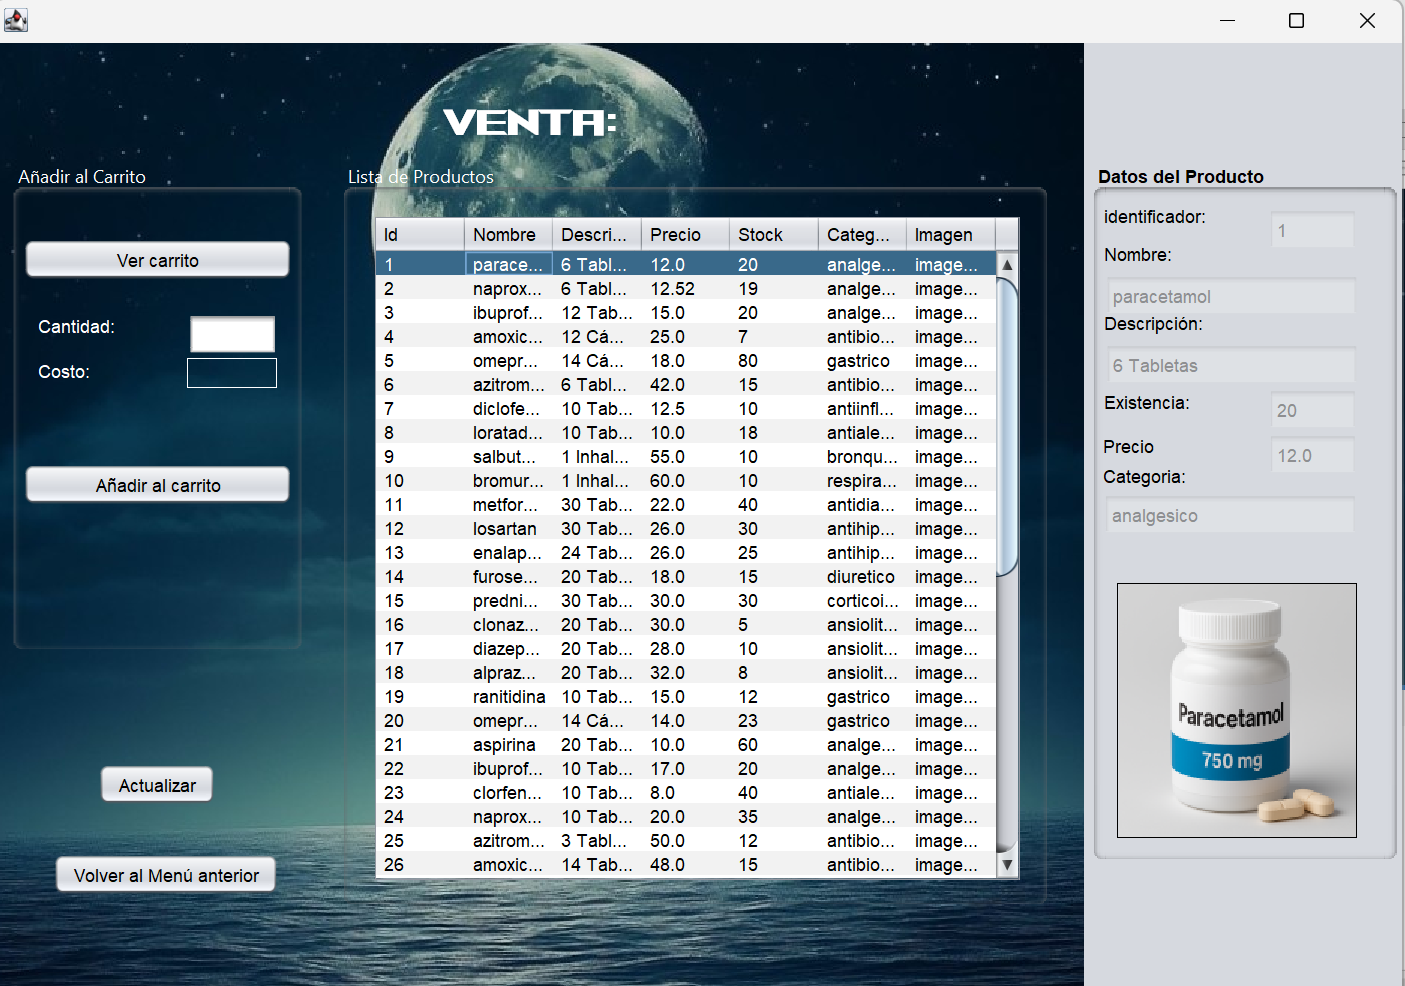 VENTA:
Añadir al Carrito
Ver carrito
Cantidad:
Costo:
Añadir al carrito
Actualizar
Volver al Menú anterior
Lista de Productos
Id Nombre Descri... Precio Stock Categ... Imagen
1 parace... 6 Tabl... 12.0 20 analge... image...
2 naprox... 6 Tabl... 12.52 19 analge... image...
3 ibuprof... 12 Tab... 15.0 20 analge... image...
4 amoxic... 12 Cá... 25.0 7 antibio... image...
5 omepr... 14 Cá... 18.0 80 gastrico image...
6 azitrom... 6 Tabl... 42.0 15 antibio... image...
7 diclofe... 10 Tab... 12.5 10 antiinfl... image...
8 loratad... 10 Tab... 10.0 18 antiale... image...
9 salbut... 1 Inhal... 55.0 10 bronqu... image...
10 bromur... 1 Inhal... 60.0 10 respira... image...
11 metfor... 30 Tab... 22.0 40 antidia... image...
12 losartan 30 Tab... 26.0 30 antihip... image...
13 enalap... 24 Tab... 26.0 25 antihip... image...
14 furose... 20 Tab... 18.0 15 diuretico image...
15 predni... 30 Tab... 30.0 30 corticoi... image...
16 clonaz... 20 Tab... 30.0 5 ansiolit... image...
17 diazep... 20 Tab... 28.0 10 ansiolit... image...
18 alpraz... 20 Tab... 32.0 8 ansiolit... image...
19 ranitidina 10 Tab... 15.0 12 gastrico image...
20 omepr... 14 Cá... 14.0 23 gastrico image...
21 aspirina 20 Tab... 10.0 60 analge... image...
22 ibuprof... 10 Tab... 17.0 20 analge... image...
23 clorfen... 10 Tab... 8.0 40 antiale... image...
24 naprox... 10 Tab... 20.0 35 analge... image...
25 azitrom... 3 Tabl... 50.0 12 antibio... image...
26 amoxic... 14 Tab... 48.0 15 antibio... image...
Datos del Producto
identificador: 1
Nombre:
paracetamol
Descripción:
6 Tabletas
Existencia: 20
Precio 12.0
Categoria:
analgesico
Paracetamol
750 mg